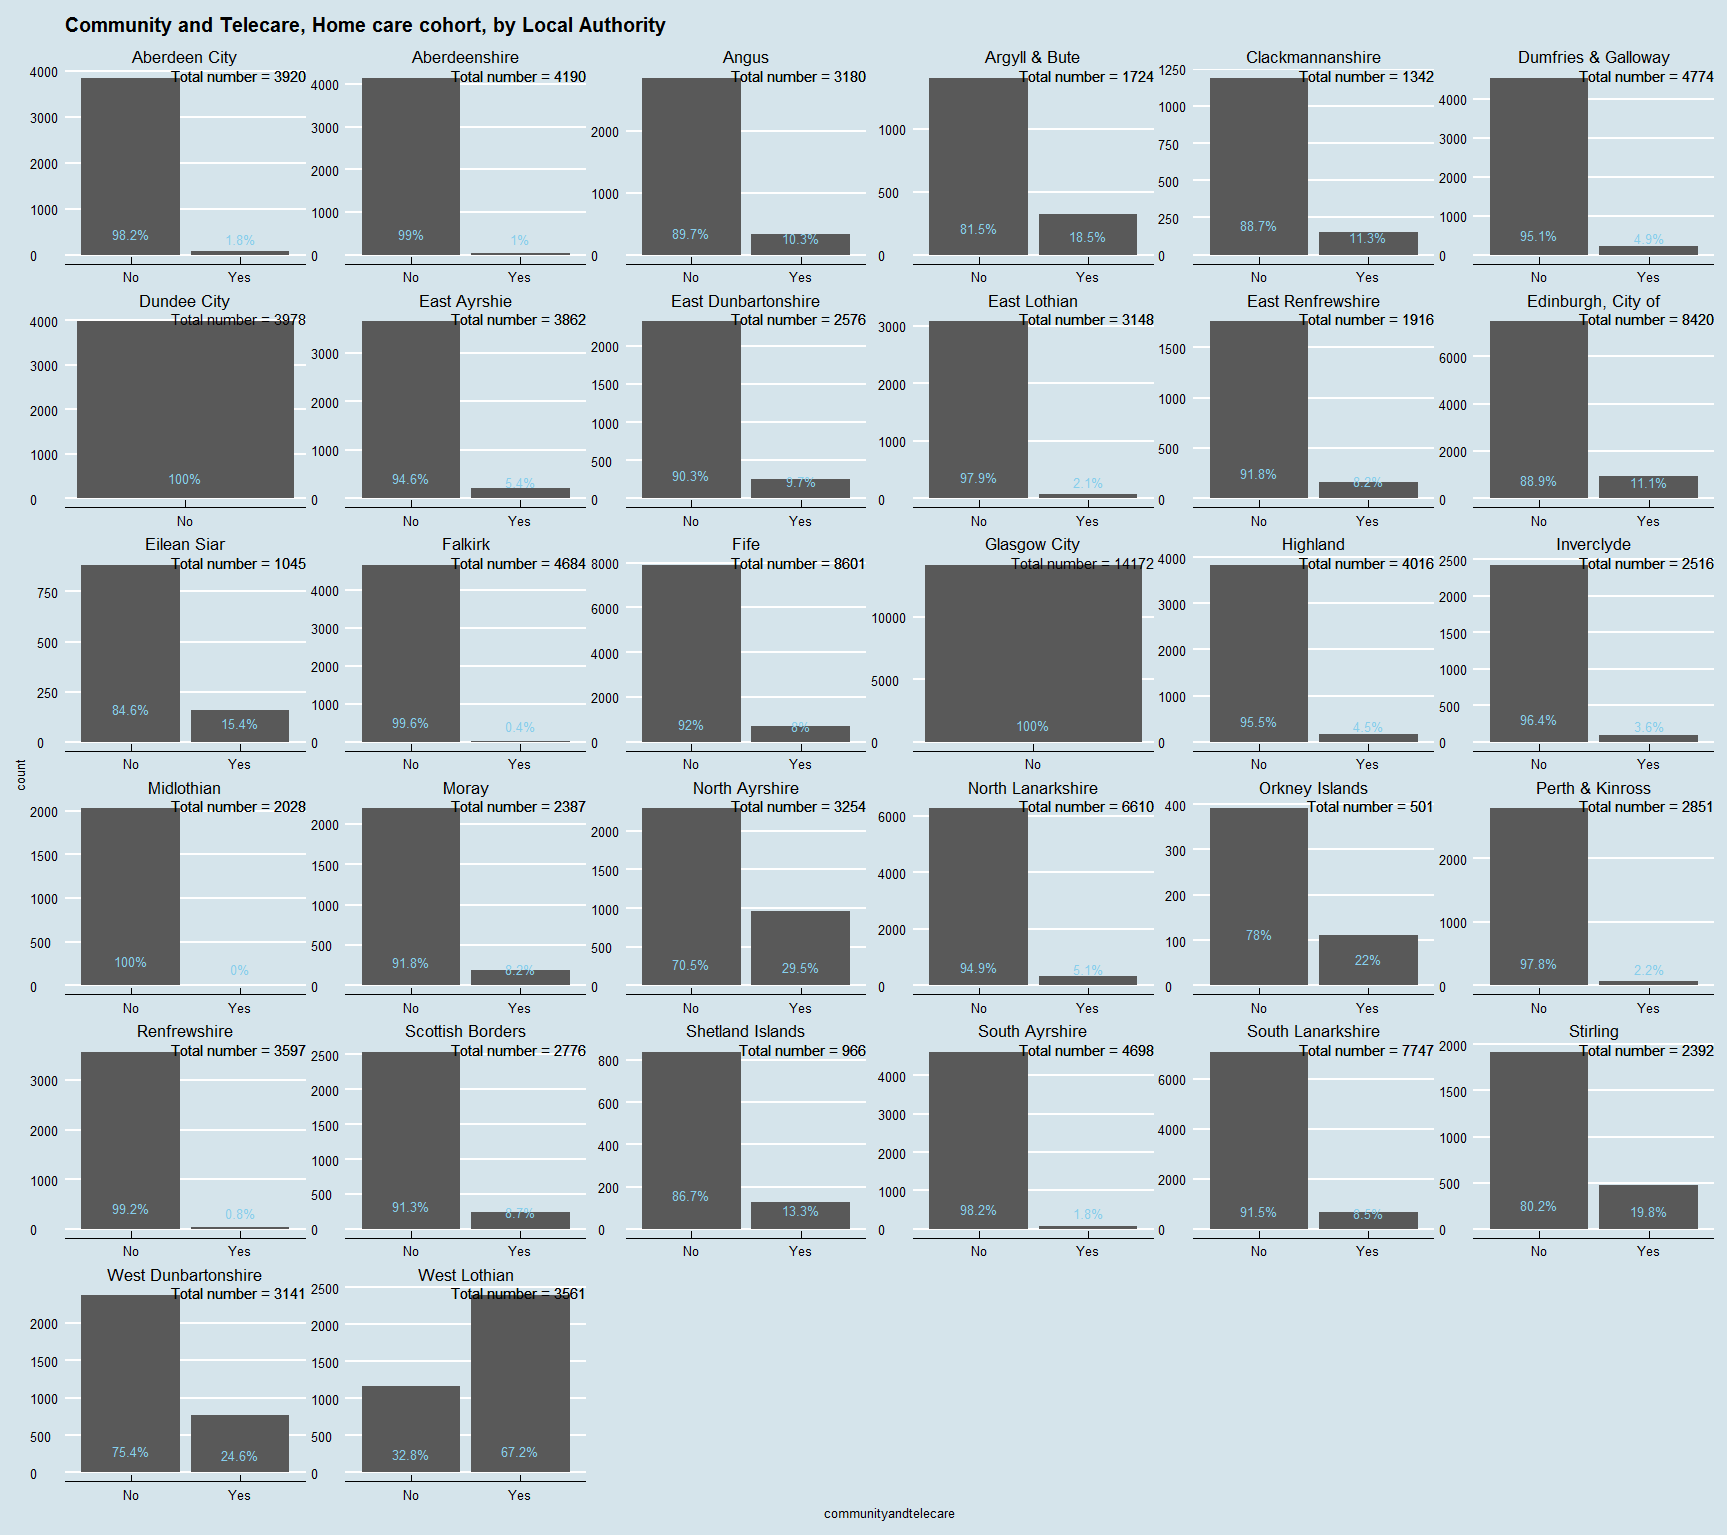 Community and Telecare, Home care cohort, by Local Authority
count
Aberdeen City
Total number = 3920
4000
3000
2000
1000
0
98.2%
1.8%
No Yes
Aberdeenshire
Total number = 4190
4000
3000
2000
1000
0
99%
1%
No Yes
Angus
Total number = 3180
2000
1000
0
89.7%
10.3%
No Yes
Argyll & Bute
Total number = 1724
1000
500
0
81.5%
18.5%
No Yes
Clackmannanshire
Total number = 1342
1250
1000
750
500
250
0
88.7%
11.3%
No Yes
Dumfries & Galloway
Total number = 4774
4000
3000
2000
1000
0
95.1%
4.9%
No Yes
Dundee City
Total number = 3978
4000
3000
2000
1000
0
100%
No
East Ayrshie
Total number = 3862
3000
2000
1000
0
94.6%
5.4%
No Yes
East Dunbartonshire
Total number = 2576
2000
1500
1000
500
0
90.3%
9.7%
No Yes
East Lothian
Total number = 3148
3000
2000
1000
0
97.9%
2.1%
No Yes
East Renfrewshire
Total number = 1916
1500
1000
500
0
91.8%
8.2%
No Yes
Edinburgh, City of
Total number = 8420
6000
4000
2000
0
88.9%
11.1%
No Yes
Eilean Siar
Total number = 1045
750
500
250
0
84.6%
15.4%
No Yes
Falkirk
Total number = 4684
4000
3000
2000
1000
0
99.6%
0.4%
No Yes
Fife
Total number = 8601
8000
6000
4000
2000
0
92%
8%
No Yes
Glasgow City
Total number = 14172
10000
5000
0
100%
No
Highland
Total number = 4016
4000
3000
2000
1000
0
95.5%
4.5%
No Yes
Inverclyde
Total number = 2516
2500
2000
1500
1000
500
0
96.4%
3.6%
No Yes
Midlothian
Total number = 2028
2000
1500
1000
500
0
100%
0%
No Yes
Moray
Total number = 2387
2000
1500
1000
500
0
91.8%
8.2%
No Yes
North Ayrshire
Total number = 3254
2000
1500
1000
500
0
70.5%
29.5%
No Yes
North Lanarkshire
Total number = 6610
6000
4000
2000
0
94.9%
5.1%
No Yes
Orkney Islands
Total number = 501
400
300
200
100
0
78%
22%
No Yes
Perth & Kinross
Total number = 2851
2000
1000
0
97.8%
2.2%
No Yes
Renfrewshire
Total number = 3597
3000
2000
1000
0
99.2%
0.8%
No Yes
Scottish Borders
Total number = 2776
2500
2000
1500
1000
500
0
91.3%
8.7%
No Yes
Shetland Islands
Total number = 966
800
600
400
200
0
86.7%
13.3%
No Yes
South Ayrshire
Total number = 4698
4000
3000
2000
1000
0
98.2%
1.8%
No Yes
South Lanarkshire
Total number = 7747
6000
4000
2000
0
91.5%
8.5%
No Yes
Stirling
Total number = 2392
2000
1500
1000
500
0
80.2%
19.8%
No Yes
West Dunbartonshire
Total number = 3141
2000
1500
1000
500
0
75.4%
24.6%
No Yes
West Lothian
Total number = 3561
2500
2000
1500
1000
500
0
32.8%
67.2%
No Yes
communityandtelecare